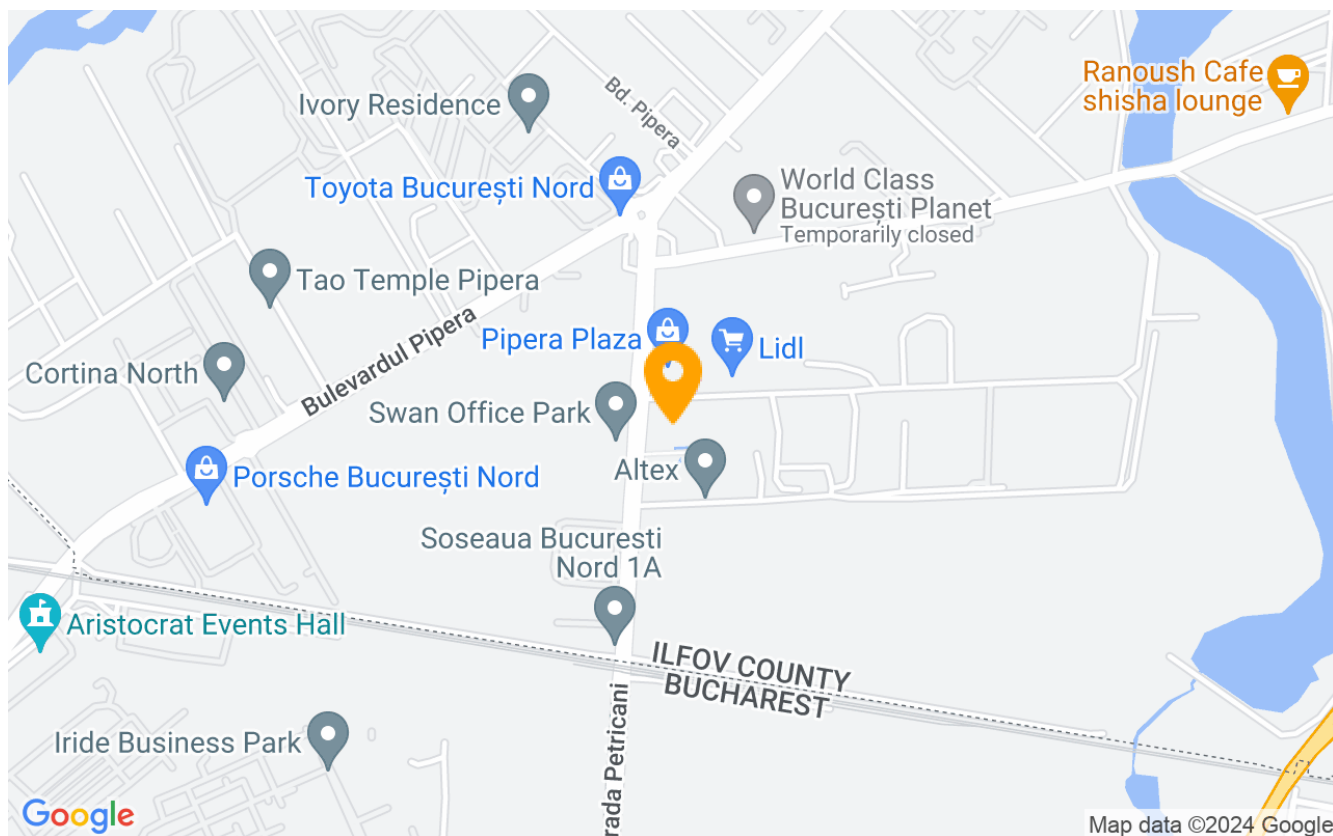 Ranoush Cafe
shisha lounge
Ivory Residence
Bd. Pipera
Toyota București Nord
World Class
București Planet
Temporarily closed
Tao Temple Pipera
Bulevardul Pipera
Pipera Plaza
Lidl
Cortina North
Swan Office Park
Altex
Porsche București Nord
Soseaua Bucuresti
Nord 1A
Aristocrat Events Hall
ILFOV COUNTY
BUCHAREST
rada Petricani
Iride Business Park
Google
Map data ©2024 Google